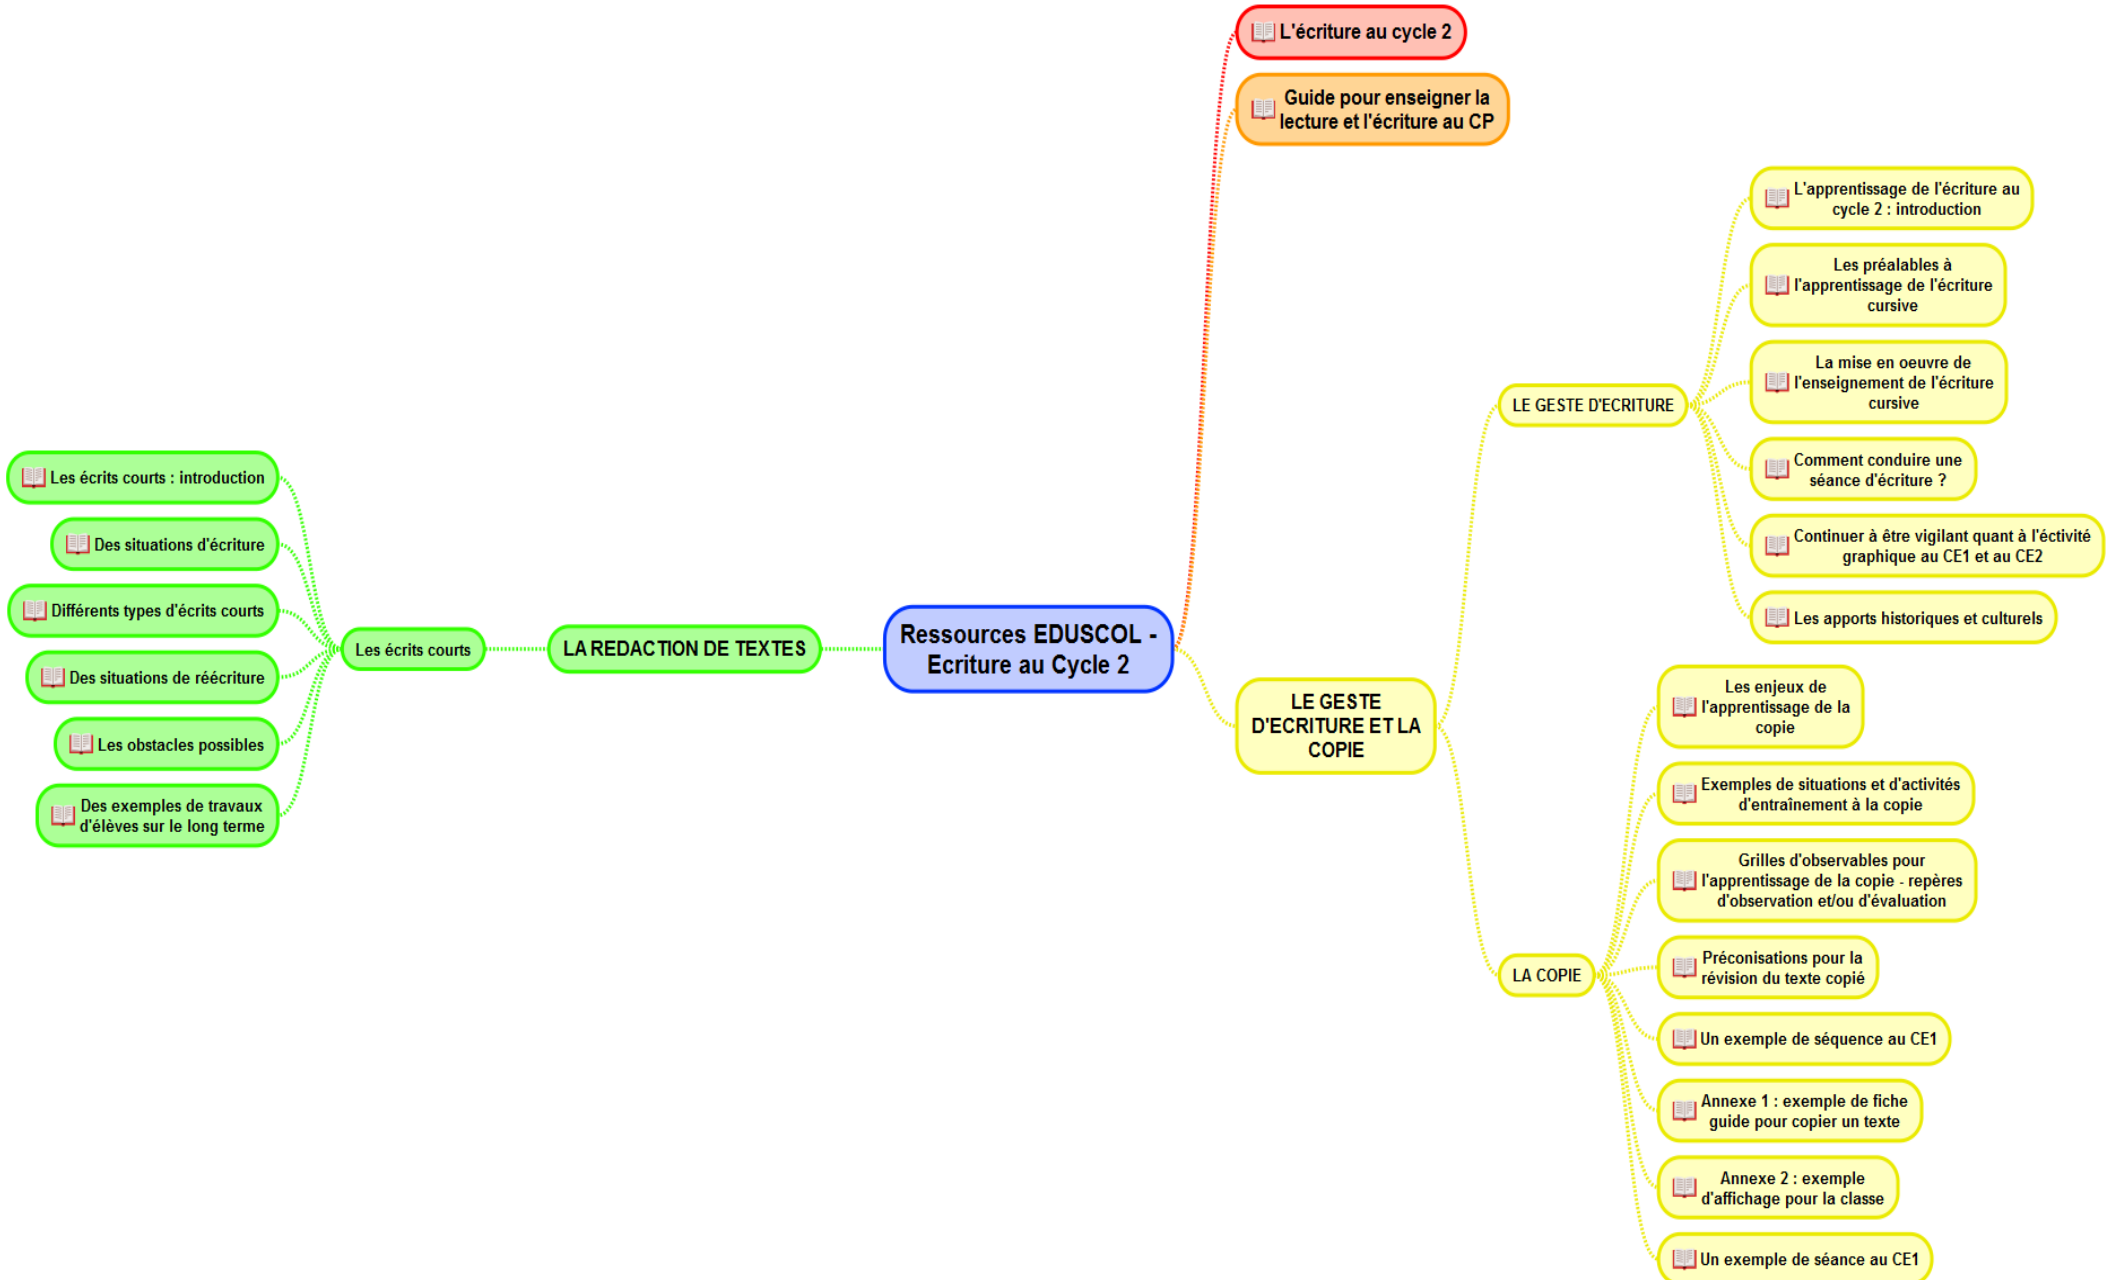 L'écriture au cycle 2
Guide pour enseigner la
lecture et l'écriture au CP
L'apprentissage de l'écriture au
cycle 2 : introduction
Les préalables à
l'apprentissage de l'écriture
cursive
La mise en oeuvre de
l'enseignement de l'écriture
cursive
LE GESTE D'ECRITURE
Comment conduire une
séance d'écriture ?
Continuer à être vigilant quant à l'éctivité
graphique au CE1 et au CE2
Les apports historiques et culturels
Les écrits courts : introduction
Des situations d'écriture
Différents types d'écrits courts
Des situations de réécriture
Les obstacles possibles
Des exemples de travaux
d'élèves sur le long terme
Les écrits courts
LA REDACTION DE TEXTES
Ressources EDUSCOL -
Ecriture au Cycle 2
LE GESTE
D'ECRITURE ET LA
COPIE
Les enjeux de
l'apprentissage de la
copie
Exemples de situations et d'activités
d'entraînement à la copie
Grilles d'observables pour
l'apprentissage de la copie - repères
d'observation et/ou d'évaluation
LA COPIE
Préconisations pour la
révision du texte copié
Un exemple de séquence au CE1
Annexe 1 : exemple de fiche
guide pour copier un texte
Annexe 2 : exemple
d'affichage pour la classe
Un exemple de séance au CE1